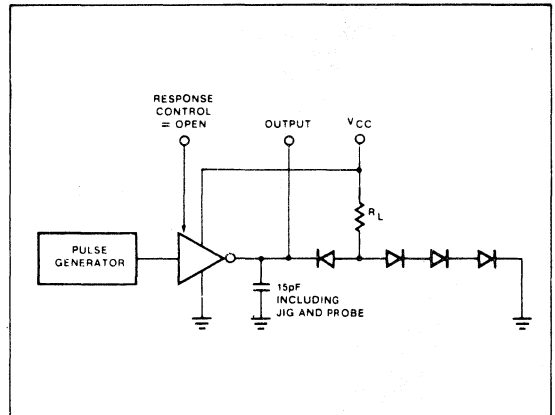 RESPONSE
CONTROL
= OPEN
OUTPUT
VCC
RL
PULSE
GENERATOR
15pF
INCLUDING
JIG AND PROBE